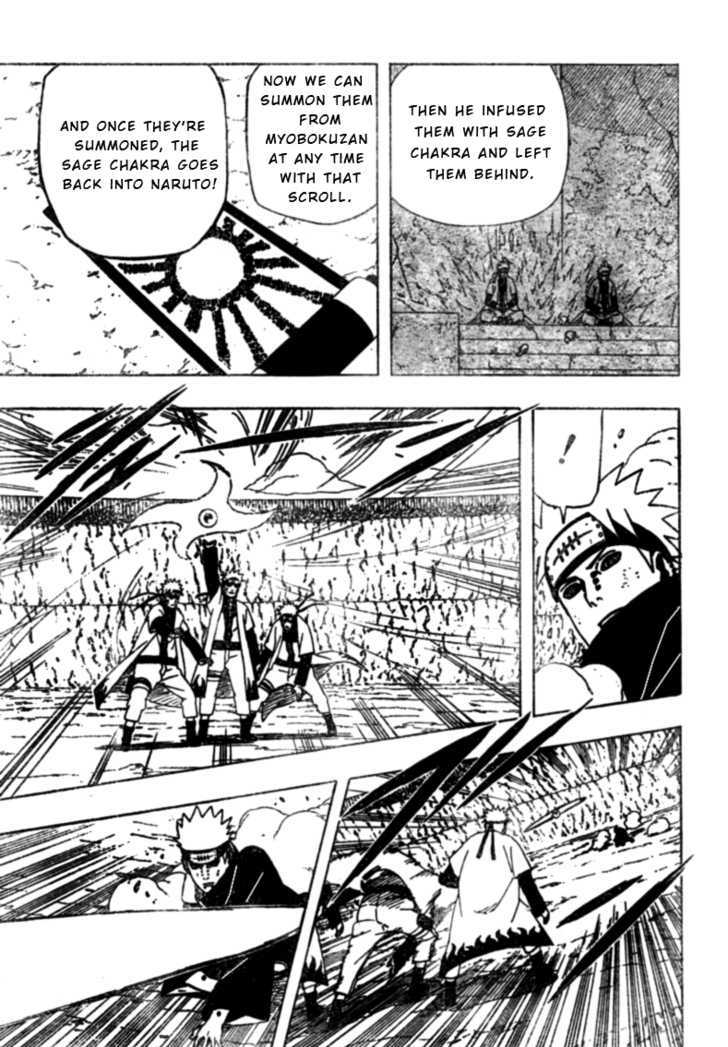 THEN HE INFUSED
THEM WITH SAGE
CHAKRA AND LEFT
THEM BEHIND.
NOW WE CAN
SUMMON THEM
FROM
MYOBOKUZAN
AT ANY TIME
WITH THAT
SCROLL.
AND ONCE THEY'RE
SUMMONED, THE
SAGE CHAKRA GOES
BACK INTO NARUTO!
!